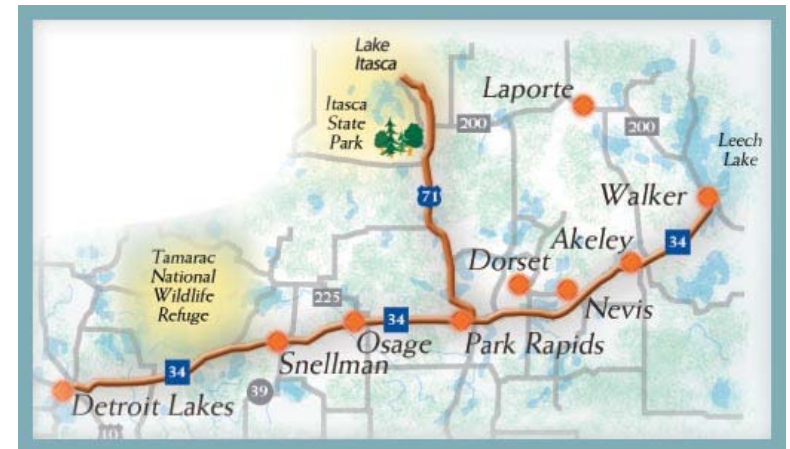 Lake
Itasca
Itasca
State
Park
Laporte
200
200
Leech
Lake
71
Walker
Akeley
34
Dorset
Tamarac
National
Wildlife
Refuge
225
Nevis
34
Osage
Park Rapids
Snellman
34
39
Detroit Lakes
10